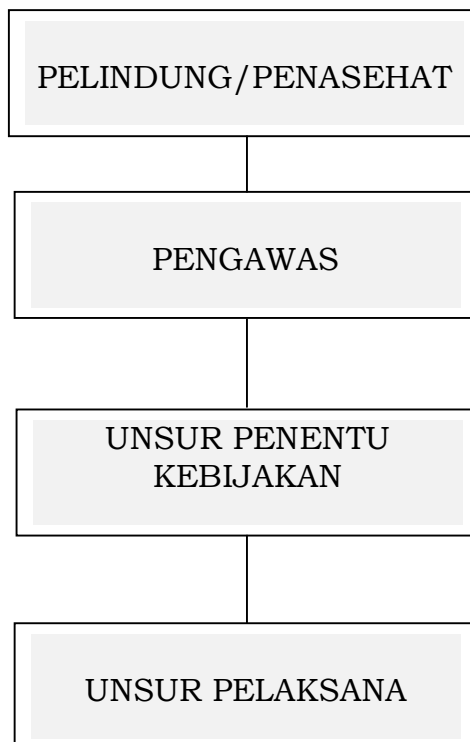 PELINDUNG/PENASEHAT
PENGAWAS
UNSUR PENENTU
KEBIJAKAN
UNSUR PELAKSANA